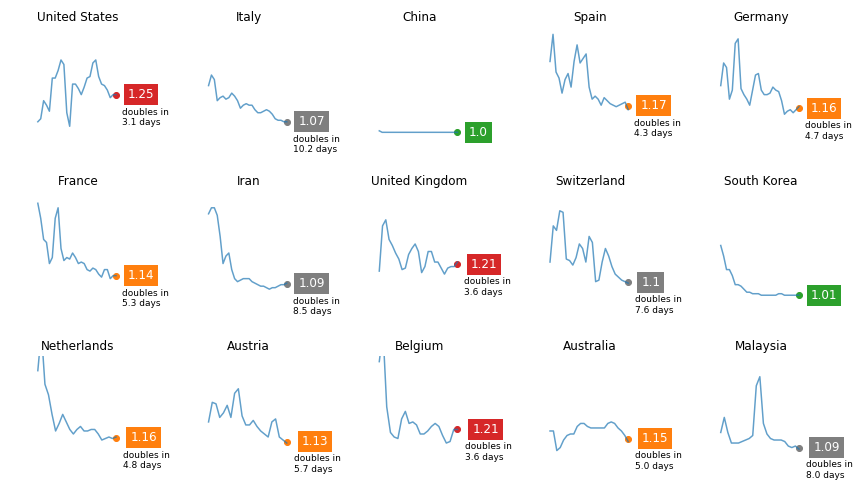 United States
Italy
China
Spain
Germany
1.25
doubles in
3.1 days
1.07
doubles in
10.2 days
1.0
1.17
doubles in
4.3 days
1.16
doubles in
4.7 days
France
Iran
United Kingdom
Switzerland
South Korea
1.14
doubles in
5.3 days
1.09
doubles in
8.5 days
1.21
doubles in
3.6 days
1.1
doubles in
7.6 days
1.01
Netherlands
Austria
Belgium
Australia
Malaysia
1.16
doubles in
4.8 days
1.13
doubles in
5.7 days
1.21
doubles in
3.6 days
1.15
doubles in
5.0 days
1.09
doubles in
8.0 days